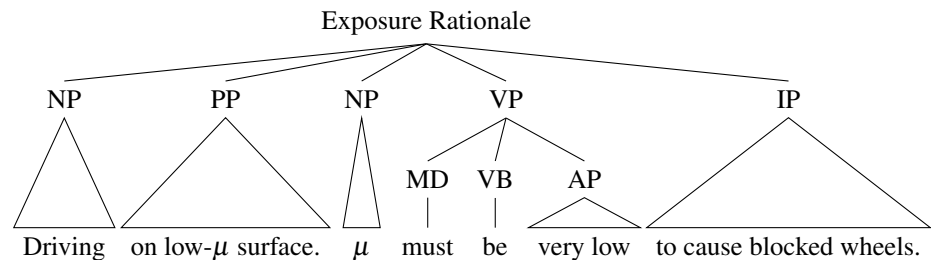 Exposure Rationale
NP PP NP VP IP
MD VB AP
Driving on low-μ surface. μ must be very low to cause blocked wheels.